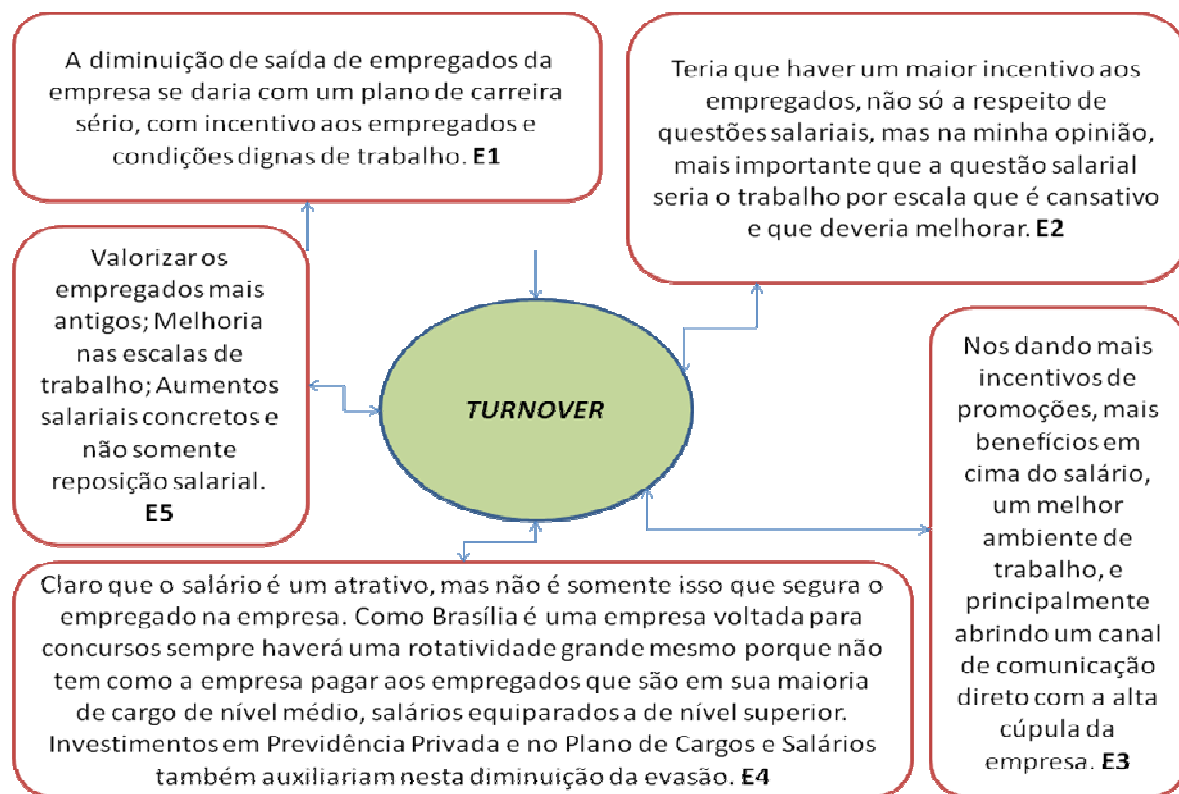 A diminuição de saída de empregados da
empresa se daria com um plano de carreira
sério, com incentivo aos empregados e
condições dignas de trabalho. E1
Teria que haver um maior incentivo aos
empregados, não só a respeito de
questões salariais, mas na minha opinião,
mais importante que a questão salarial
seria o trabalho por escala que é cansativo
e que deveria melhorar. E2
Valorizar os
empregados mais
antigos; Melhoria
nas escalas de
trabalho; Aumentos
salariais concretos e
não somente
reposição salarial.
E5
TURNOVER
Nos dando mais
incentivos de
promoções, mais
benefícios em
cima do salário,
um melhor
ambiente de
trabalho, e
principalmente
abrindo um canal
de comunicação
direto com a alta
cúpula da
empresa. E3
Claro que o salário é um atrativo, mas não é somente isso que segura o
empregado na empresa. Como Brasília é uma empresa voltada para
concursos sempre haverá uma rotatividade grande mesmo porque não
tem como a empresa pagar aos empregados que são em sua maioria
de cargo de nível médio, salários equiparados a de nível superior.
Investimentos em Previdência Privada e no Plano de Cargos e Salários
também auxiliariam nesta diminuição da evasão. E4